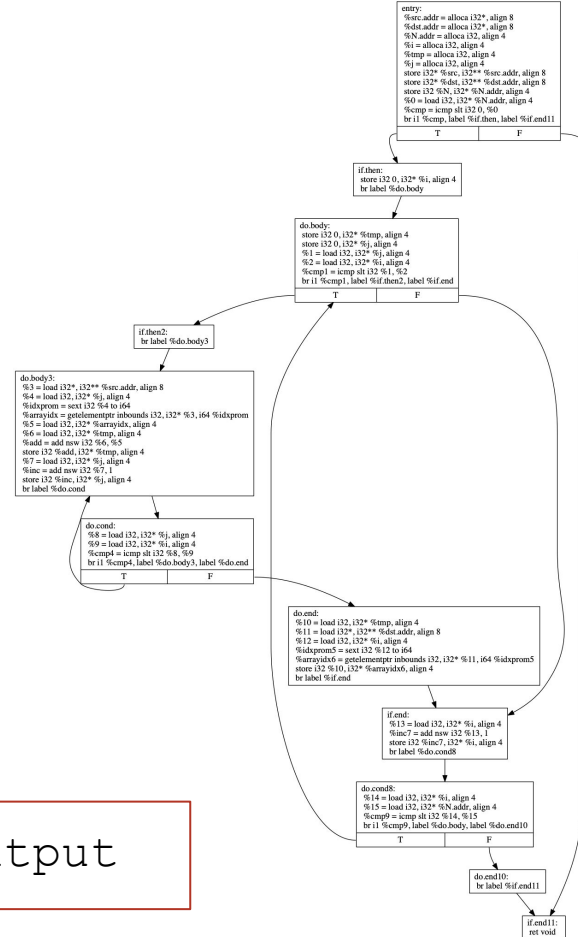 entry:
%src.addr = alloca i32*, align 8
%dst.addr = alloca i32*, align 8
%N.addr = alloca i32, align 4
%i = alloca i32, align 4
%tmp = alloca i32, align 4
%j = alloca i32, align 4
store i32* %src, i32** %src.addr, align 8
store i32* %dst, i32** %dst.addr, align 8
store i32 %N, i32* %N.addr, align 4
%0 = load i32, i32* %N.addr, align 4
%cmp = icmp slt i32 0, %0
br i1 %cmp, label %if.then, label %if.end11
T F
if.then:
store i32 0, i32* %i, align 4
br label %do.body
do.body:
store i32 0, i32* %tmp, align 4
store i32 0, i32* %j, align 4
%1 = load i32, i32* %j, align 4
%2 = load i32, i32* %i, align 4
%cmp1 = icmp slt i32 %1, %2
br i1 %cmp1, label %if.then2, label %if.end
T F
if.then2:
br label %do.body3
do.body3:
%3 = load i32*, i32** %src.addr, align 8
%4 = load i32, i32* %j, align 4
%idxprom = sext i32 %4 to i64
%arrayidx = getelementptr inbounds i32, i32* %3, i64 %idxprom
%5 = load i32, i32* %arrayidx, align 4
%6 = load i32, i32* %tmp, align 4
%add = add nsw i32 %6, %5
store i32 %add, i32* %tmp, align 4
%7 = load i32, i32* %j, align 4
%inc = add nsw i32 %7, 1
store i32 %inc, i32* %j, align 4
br label %do.cond
do.cond:
%8 = load i32, i32* %j, align 4
%9 = load i32, i32* %i, align 4
%cmp4 = icmp slt i32 %8, %9
br i1 %cmp4, label %do.body3, label %do.end
T F
do.end:
%10 = load i32, i32* %tmp, align 4
%11 = load i32*, i32** %dst.addr, align 8
%12 = load i32, i32* %i, align 4
%idxprom5 = sext i32 %12 to i64
%arrayidx6 = getelementptr inbounds i32, i32* %11, i64 %idxprom5
store i32 %10, i32* %arrayidx6, align 4
br label %if.end
if.end:
%13 = load i32, i32* %i, align 4
%inc7 = add nsw i32 %13, 1
store i32 %inc7, i32* %i, align 4
br label %do.cond8
do.cond8:
%14 = load i32, i32* %i, align 4
%15 = load i32, i32* %N.addr, align 4
%cmp9 = icmp slt i32 %14, %15
br i1 %cmp9, label %do.body, label %do.end10
T F
do.end10:
br label %if.end11
if.end11:
ret void
tput